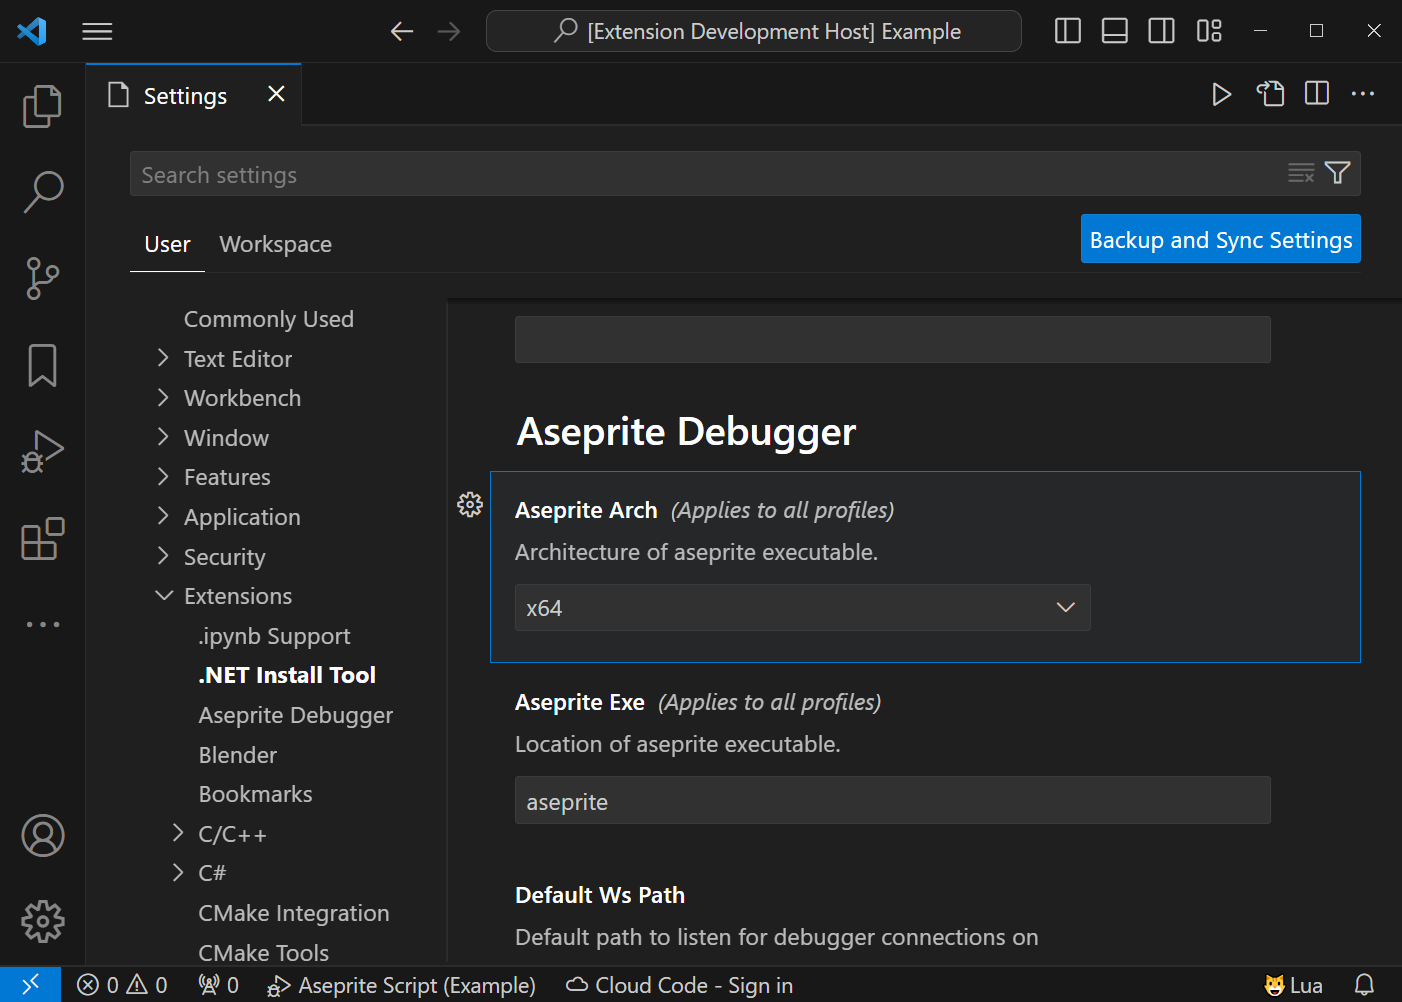 [Extension Development Host] Example
Settings
Search settings
User Workspace
Backup and Sync Settings
Commonly Used
Text Editor
Workbench
Window
Features
Application
Security
Extensions
.ipynb Support
.NET Install Tool
Aseprite Debugger
Blender
Bookmarks
C/C++
C#
CMake Integration
CMake Tools
Aseprite Debugger
Aseprite Arch (Applies to all profiles)
Architecture of aseprite executable.
x64
Aseprite Exe (Applies to all profiles)
Location of aseprite executable.
aseprite
Default Ws Path
Default path to listen for debugger connections on
0 0 0 Aseprite Script (Example) Cloud Code - Sign in Lua